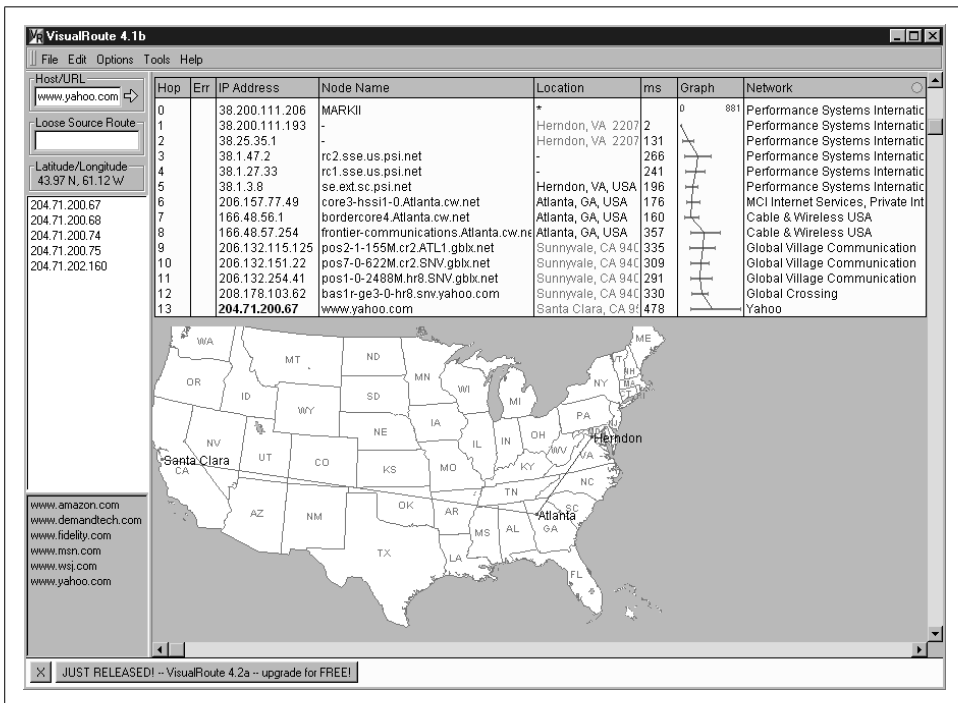 VisualRoute 4.1b
File Edit Options Tools Help
Host/URL
www.yahoo.com
Loose Source Route
Latitude/Longitude
43.97 N, 61.12 W
204.71.200.67
204.71.200.68
204.71.200.74
204.71.200.75
204.71.202.160
www.amazon.com
www.demandtech.com
www.fidelity.com
www.msn.com
www.wsj.com
www.yahoo.com
Hop Err IP Address Node Name Location ms Graph Network
0 38.200.111.206 MARKII * 0 881 Performance Systems Internatic
1 38.200.111.193 - Herndon, VA 2207 2 Performance Systems Internatic
2 38.25.35.1 - Herndon, VA 2207 131 Performance Systems Internatic
3 38.1.47.2 rc2.sse.us.psi.net - 266 Performance Systems Internatic
4 38.1.27.33 rc1.sse.us.psi.net - 241 Performance Systems Internatic
5 38.1.3.8 se.ext.sc.psi.net Herndon, VA, USA 196 Performance Systems Internatic
6 206.157.77.49 core3-hssi1-0.Atlanta.cw.net Atlanta, GA, USA 176 MCI Internet Services, Private Int
7 166.48.56.1 bordercore4.Atlanta.cw.net Atlanta, GA, USA 160 Cable & Wireless USA
8 166.48.57.254 frontier-communications.Atlanta.cw.ne Atlanta, GA, USA 357 Cable & Wireless USA
9 206.132.115.125 pos2-1-155M.cr2.ATL1.gblx.net Sunnyvale, CA 940 335 Global Village Communication
10 206.132.151.22 pos7-0-622M.cr2.SNV.gblx.net Sunnyvale, CA 940 309 Global Village Communication
11 206.132.254.41 pos1-0-2488M.hr8.SNV.gblx.net Sunnyvale, CA 940 291 Global Village Communication
12 208.178.103.62 bas1r-ge3-0-hr8.snv.yahoo.com Sunnyvale, CA 940 330 Global Crossing
13 204.71.200.67 www.yahoo.com Santa Clara, CA 95 478 Yahoo
WA MT ND MN ME
OR ID WY SD WI MI NY VT NH MA
NV UT CO NE IA IL IN OH PA NJ
Santa Clara CA KS MO KY WV VA Herndon
AZ NM OK AR TN NC SC
Atlanta
TX LA MS AL GA
FL
JUST RELEASED! -- VisualRoute 4.2a -- upgrade for FREE!